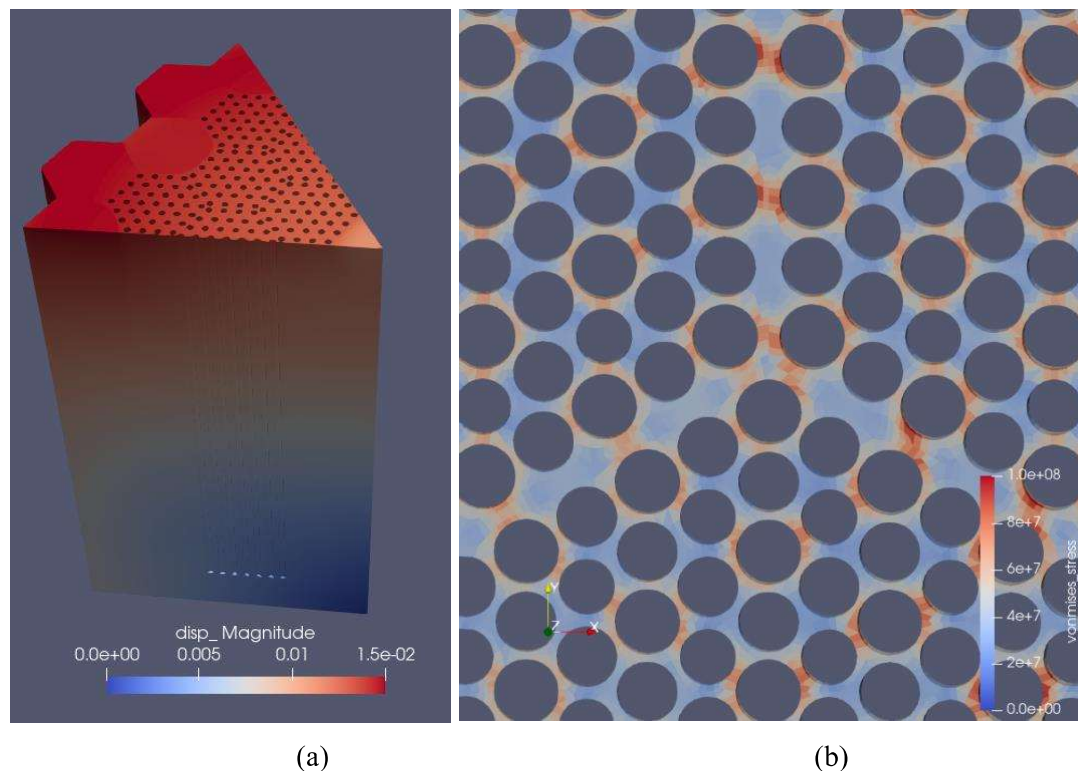 disp_ Magnitude
0.0e+00 0.005 0.01 1.5e-02
1.0e+08
8e+7
6e+7
4e+7
2e+7
0.0e+00
vonmises_stress
Y
Z X
(a) (b)